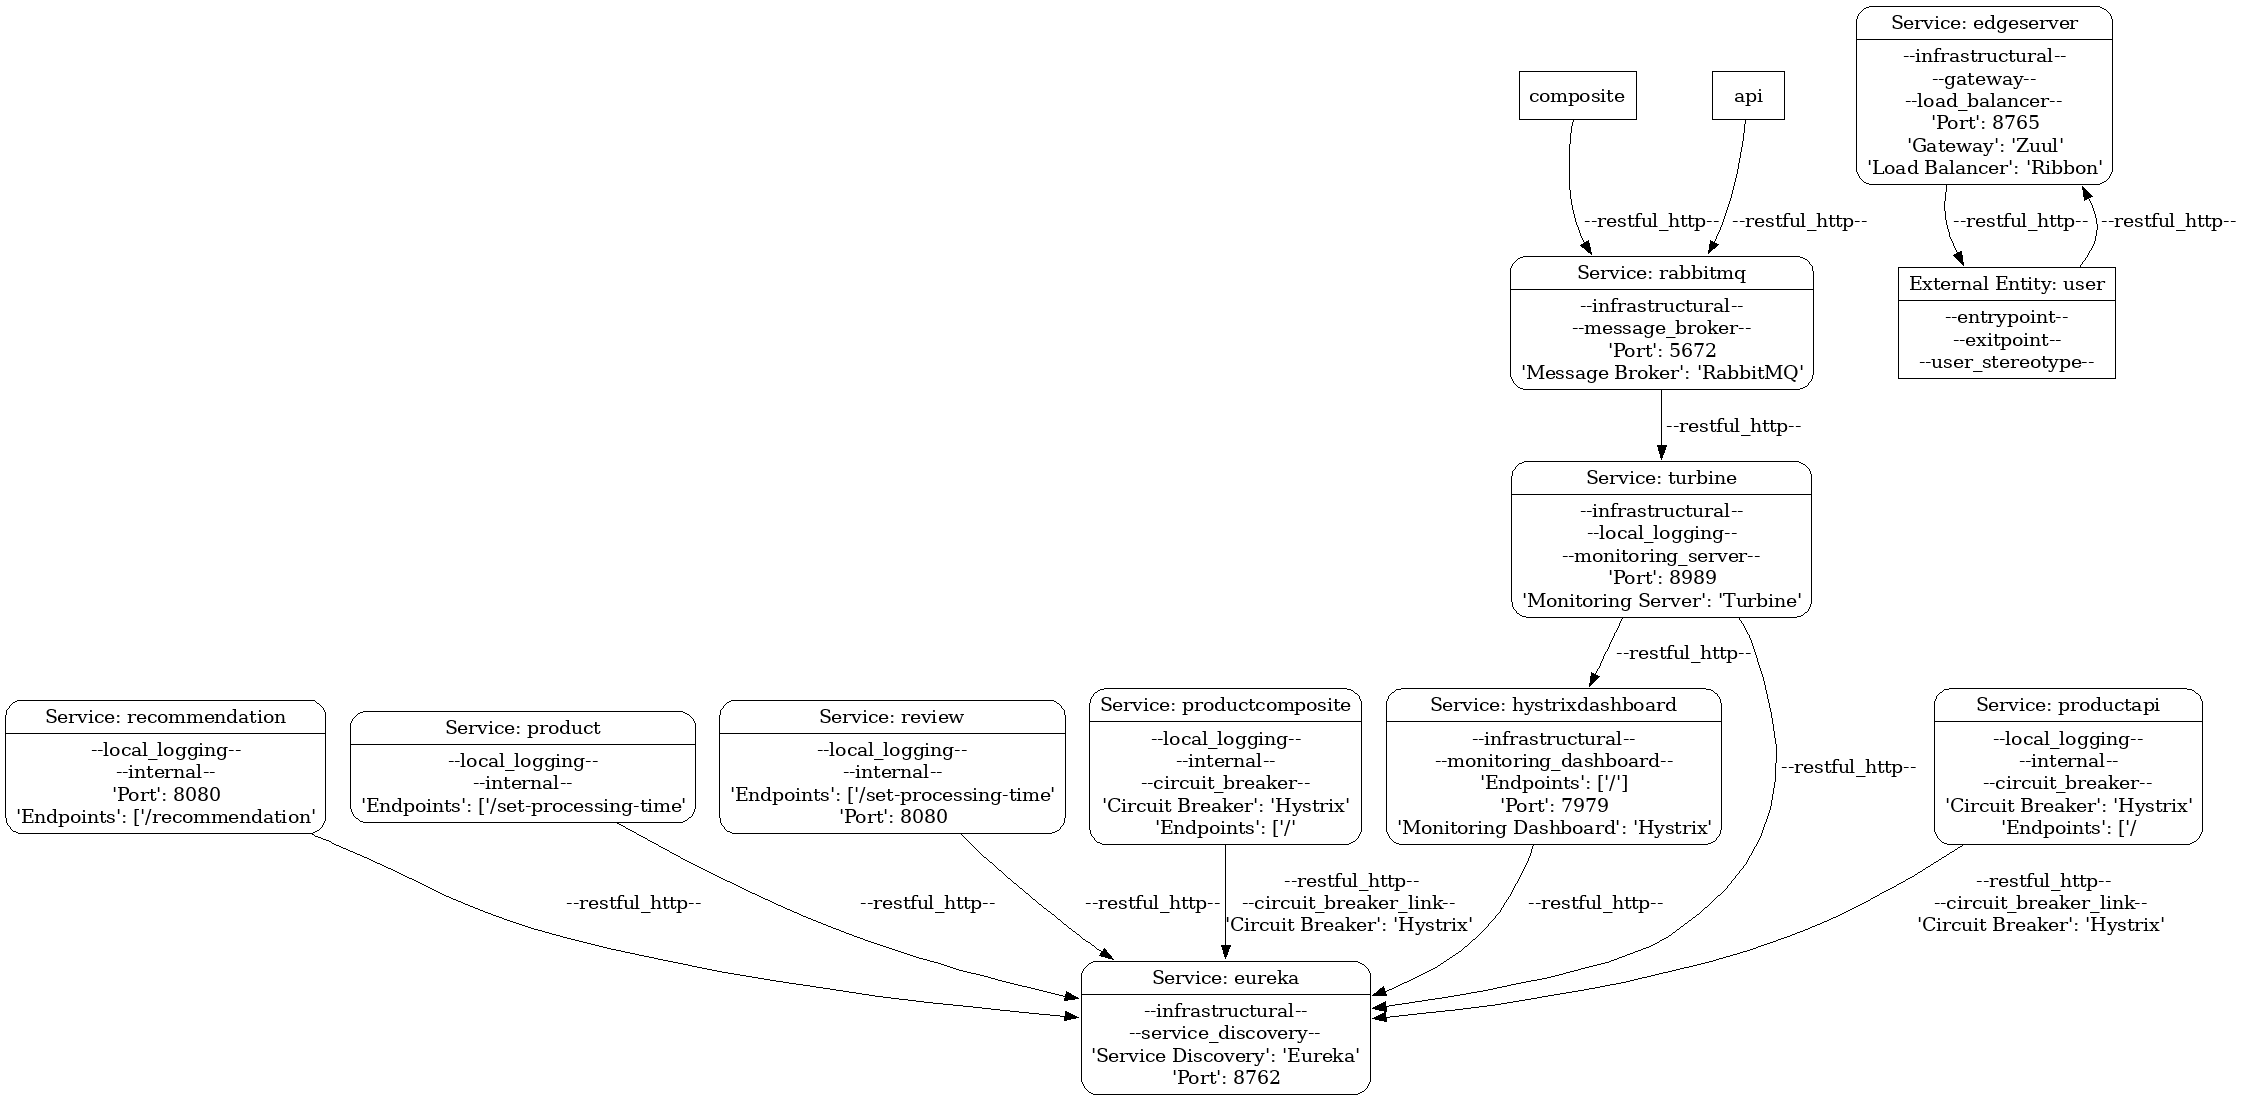 Service: edgeserver
--infrastructural--
--gateway--
--load_balancer--
'Port': 8765
'Gateway': 'Zuul'
'Load Balancer': 'Ribbon'
composite
api
--restful_http--
--restful_http--
--restful_http--
--restful_http--
Service: rabbitmq
--infrastructural--
--message_broker--
'Port': 5672
'Message Broker': 'RabbitMQ'
External Entity: user
--entrypoint--
--exitpoint--
--user_stereotype--
--restful_http--
Service: turbine
--infrastructural--
--local_logging--
--monitoring_server--
'Port': 8989
'Monitoring Server': 'Turbine'
--restful_http--
Service: recommendation
--local_logging--
--internal--
'Port': 8080
'Endpoints': ['/recommendation'
Service: product
--local_logging--
--internal--
'Endpoints': ['/set-processing-time'
Service: review
--local_logging--
--internal--
'Endpoints': ['/set-processing-time'
'Port': 8080
Service: productcomposite
--local_logging--
--internal--
--circuit_breaker--
'Circuit Breaker': 'Hystrix'
'Endpoints': ['/'
Service: hystrixdashboard
--infrastructural--
--monitoring_dashboard--
'Endpoints': ['/']
'Port': 7979
'Monitoring Dashboard': 'Hystrix'
--restful_http--
Service: productapi
--local_logging--
--internal--
--circuit_breaker--
'Circuit Breaker': 'Hystrix'
'Endpoints': ['/
--restful_http--
--restful_http--
--restful_http--
--restful_http--
--circuit_breaker_link--
'Circuit Breaker': 'Hystrix'
--restful_http--
--restful_http--
--circuit_breaker_link--
'Circuit Breaker': 'Hystrix'
Service: eureka
--infrastructural--
--service_discovery--
'Service Discovery': 'Eureka'
'Port': 8762